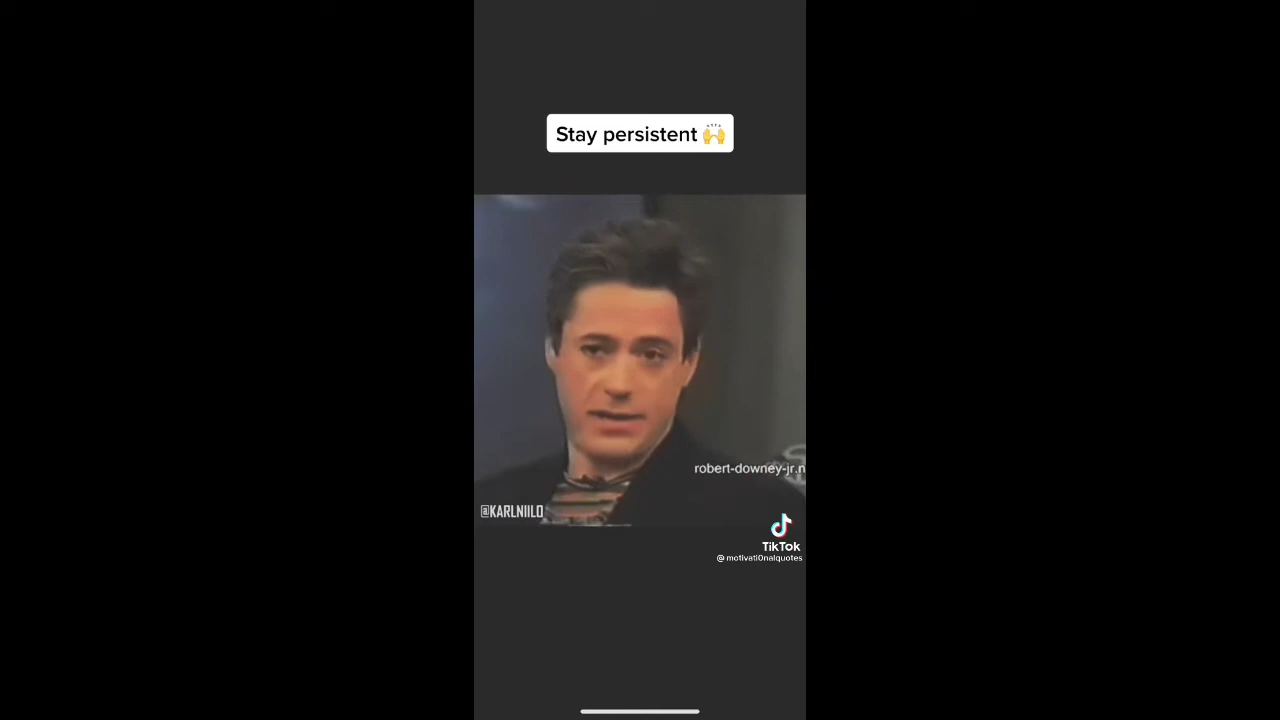 Stay persistent 🙌
robert-downey-jr.n
@KARLNIILO
TikTok
@ motivati0nalquotes